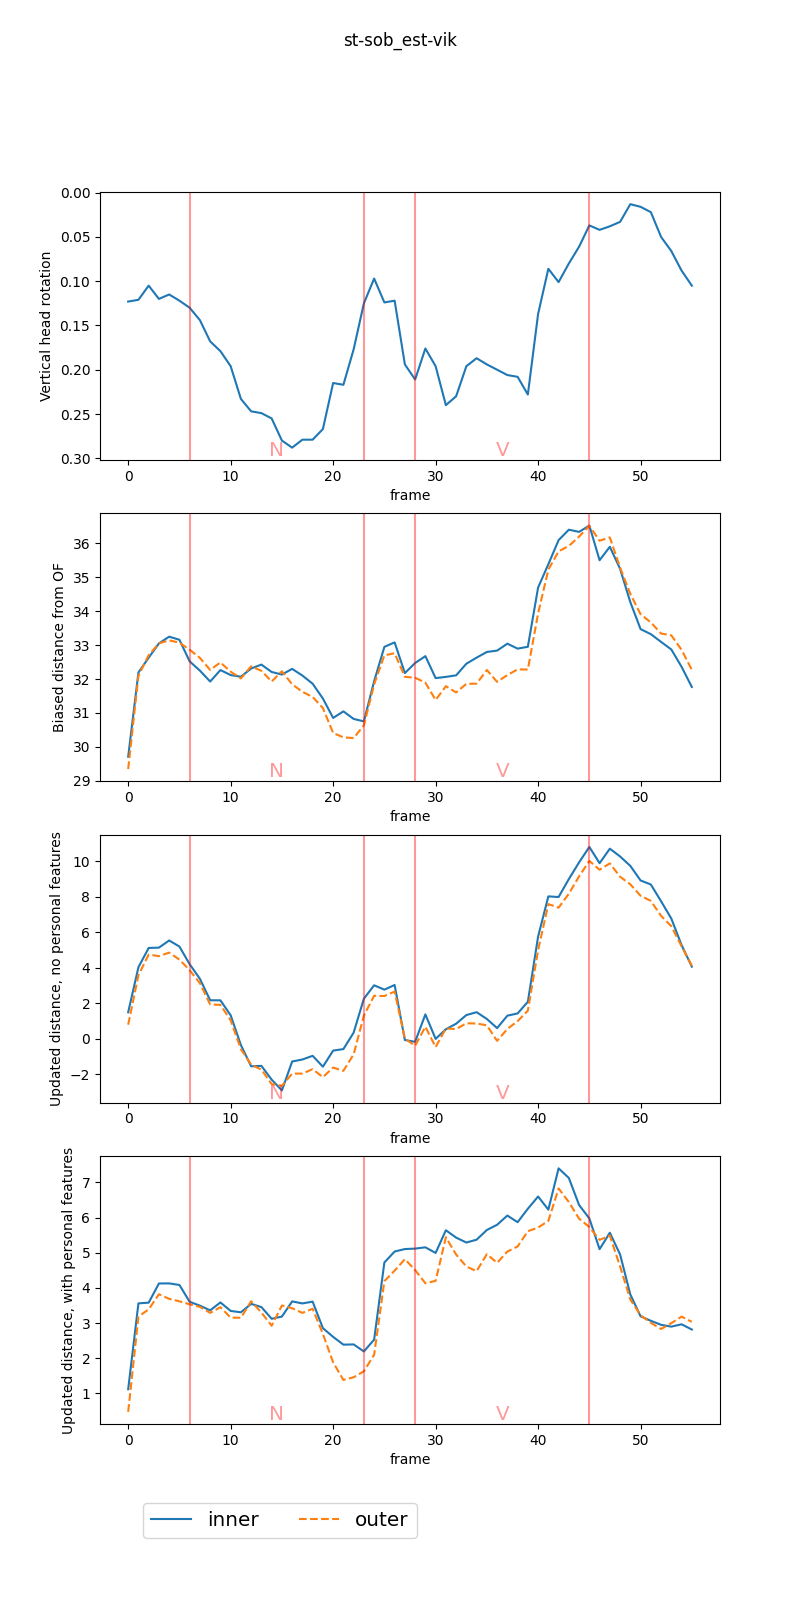 st-sob_est-vik
Vertical head rotation
0.00
0.05
0.10
0.15
0.20
0.25
0.30
N
V
0 10 20 30 40 50
frame
Biased distance from OF
36
35
34
33
32
31
30
29
N
V
0 10 20 30 40 50
frame
Updated distance, no personal features
10
8
6
4
2
0
−2
N
V
0 10 20 30 40 50
frame
Updated distance, with personal features
7
6
5
4
3
2
1
N
V
0 10 20 30 40 50
frame
inner outer